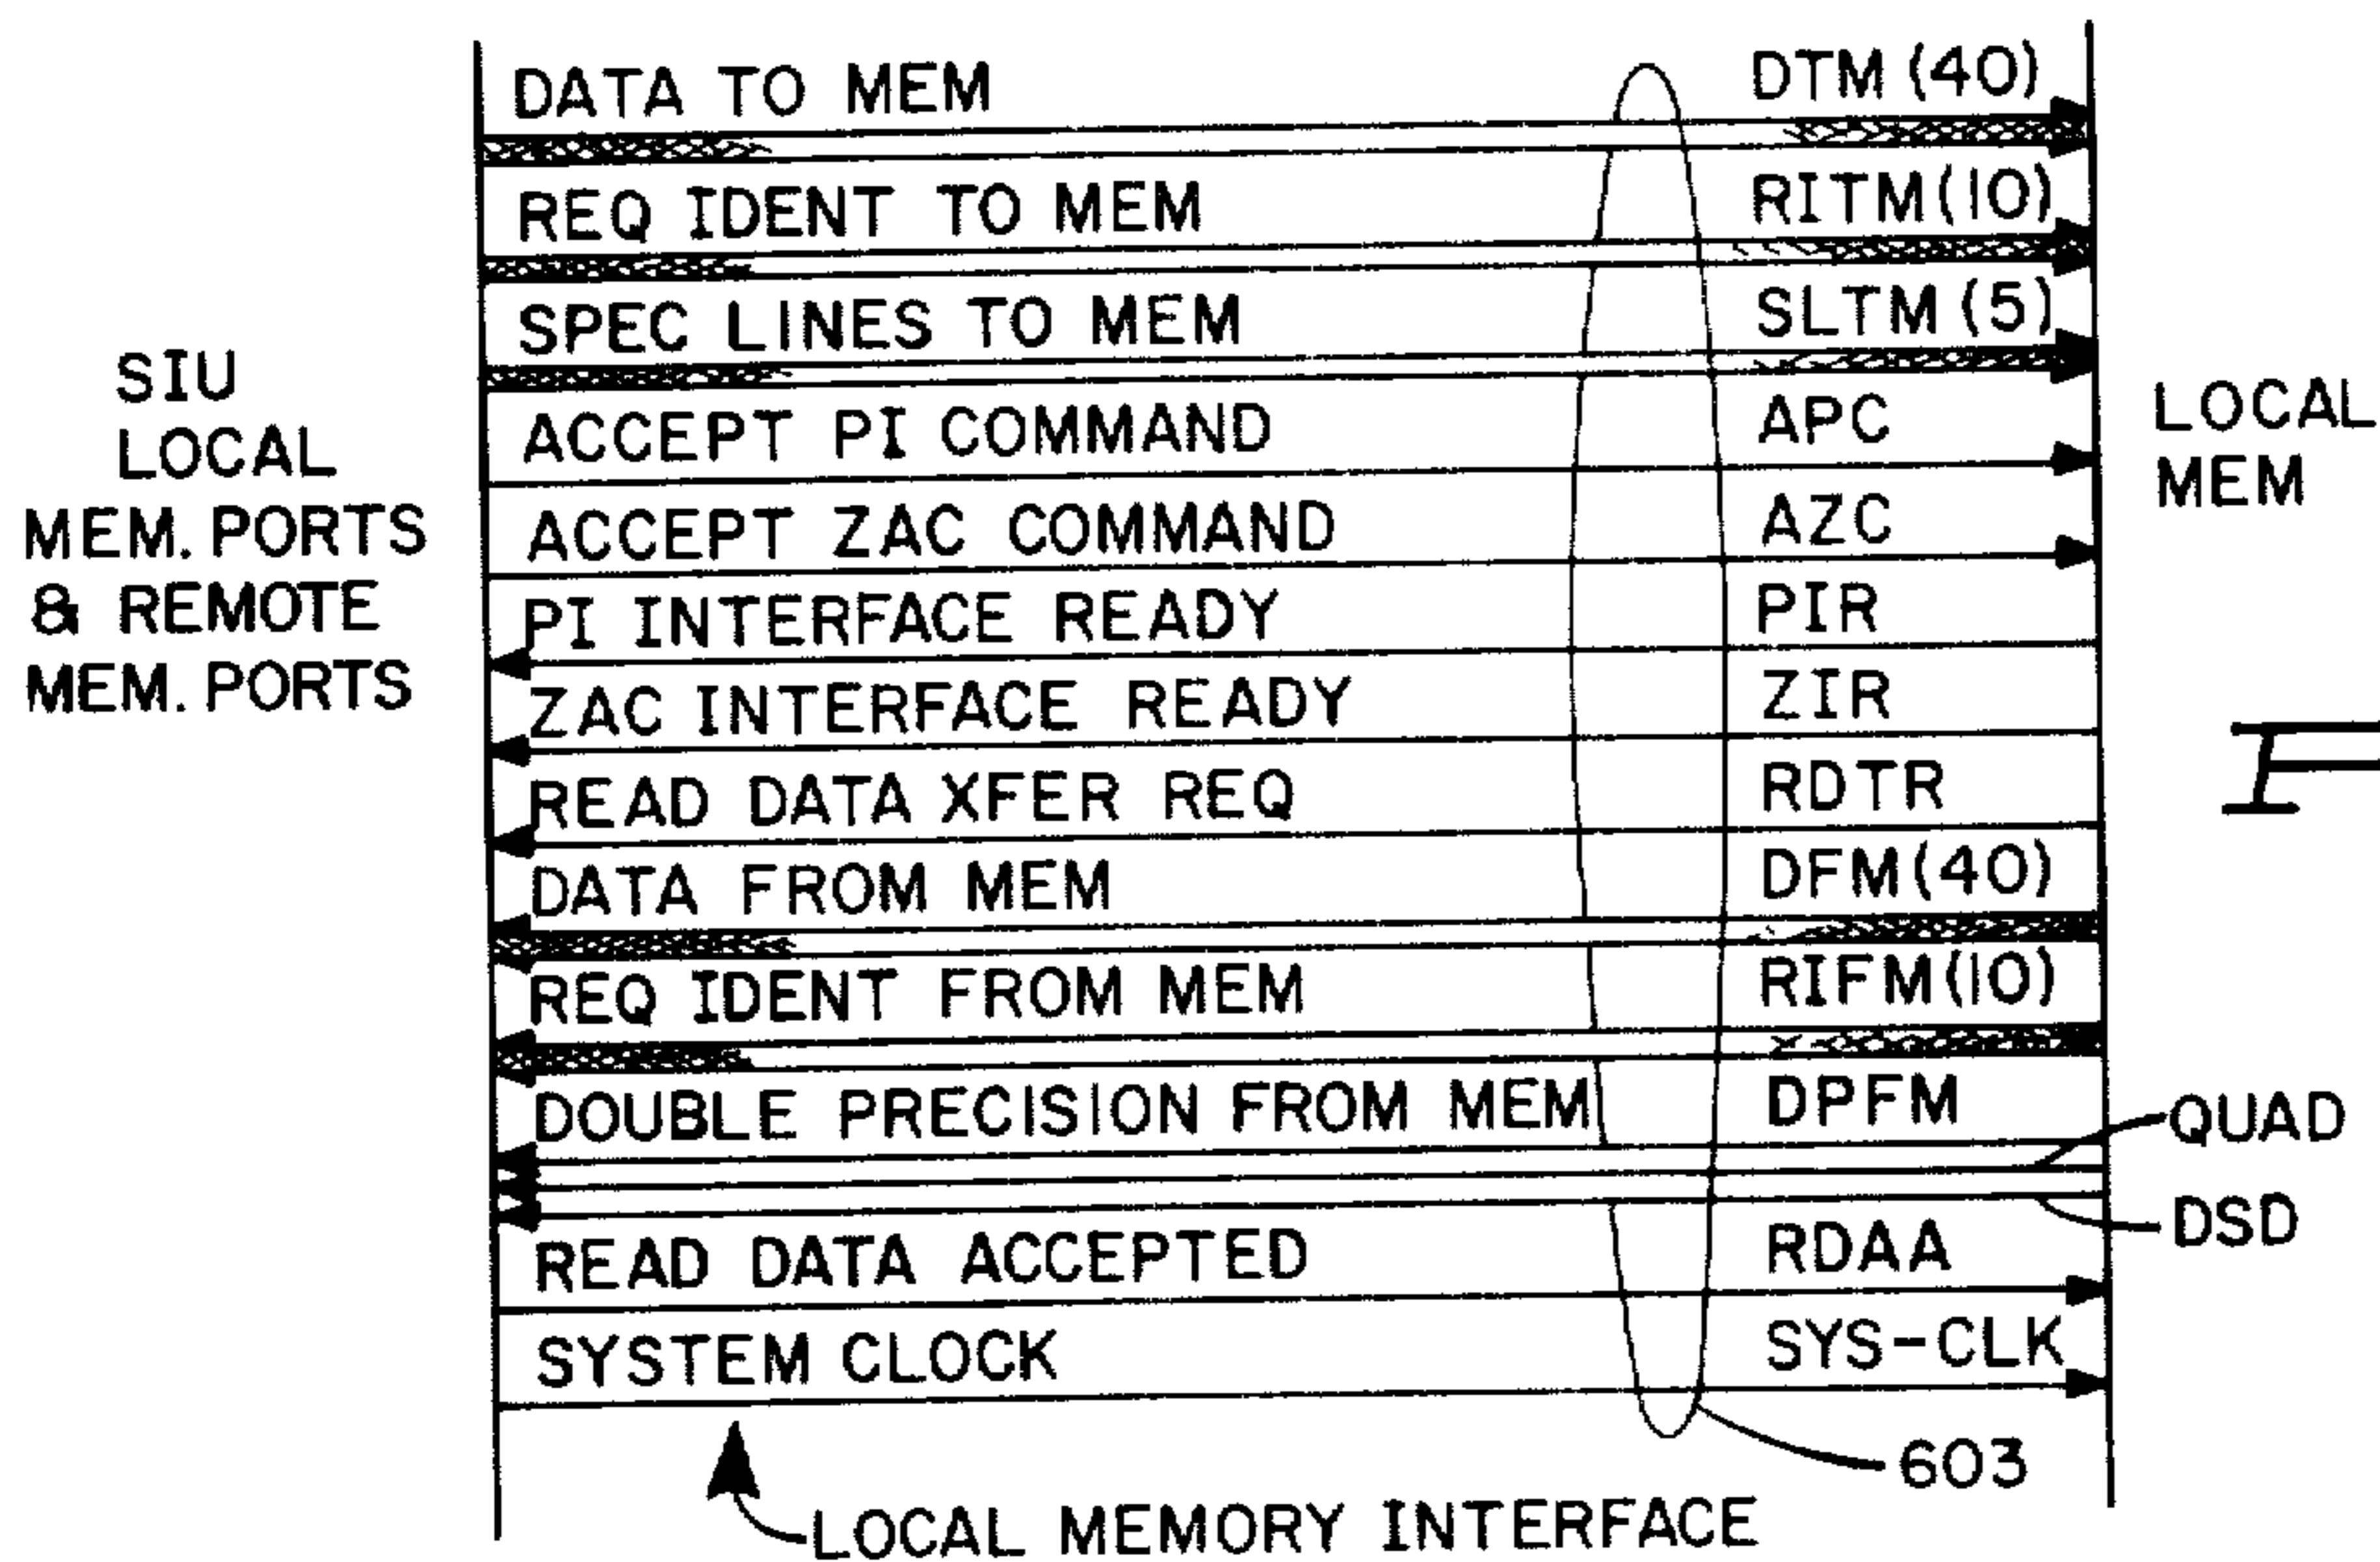 DATA TO MEM DTM (40)
REQ IDENT TO MEM RITM (10)
SPEC LINES TO MEM SLTM (5)
ACCEPT PI COMMAND APC
ACCEPT ZAC COMMAND AZC
PI INTERFACE READY PIR
ZAC INTERFACE READY ZIR
READ DATA XFER REQ RDTR
DATA FROM MEM DFM (40)
REQ IDENT FROM MEM RIFM (10)
DOUBLE PRECISION FROM MEM DPFM
QUAD
DSD
READ DATA ACCEPTED RDAA
SYSTEM CLOCK SYS-CLK
603
LOCAL MEMORY INTERFACE
SIU
LOCAL
MEM. PORTS
& REMOTE
MEM. PORTS
LOCAL
MEM